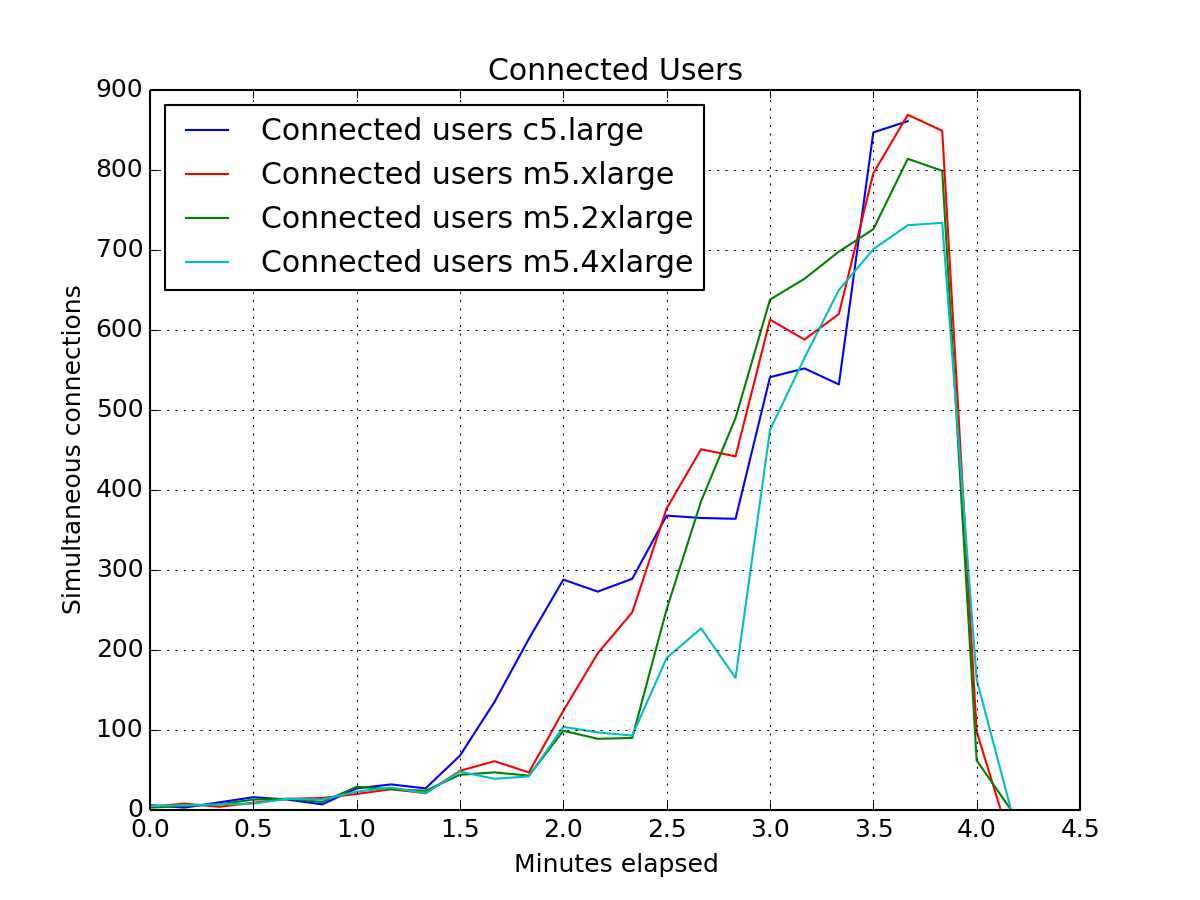 Connected Users
900
800
700
600
500
400
300
200
100
0
Simultaneous connections
Connected users c5.large
Connected users m5.xlarge
Connected users m5.2xlarge
Connected users m5.4xlarge
0.0 0.5 1.0 1.5 2.0 2.5 3.0 3.5 4.0 4.5
Minutes elapsed